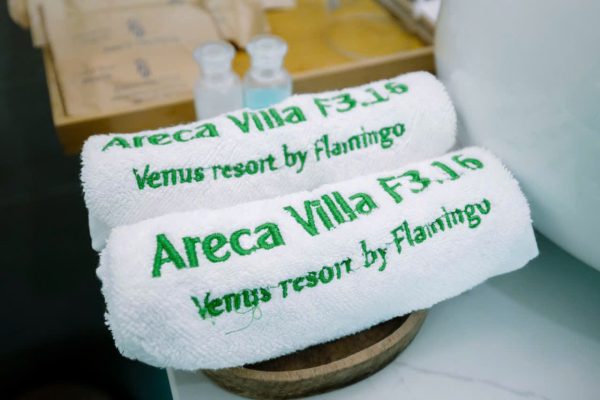 Areca Villa F3.16
Venus resort by Flamingo
Areca Villa F3.16
Venus resort by Flamingo